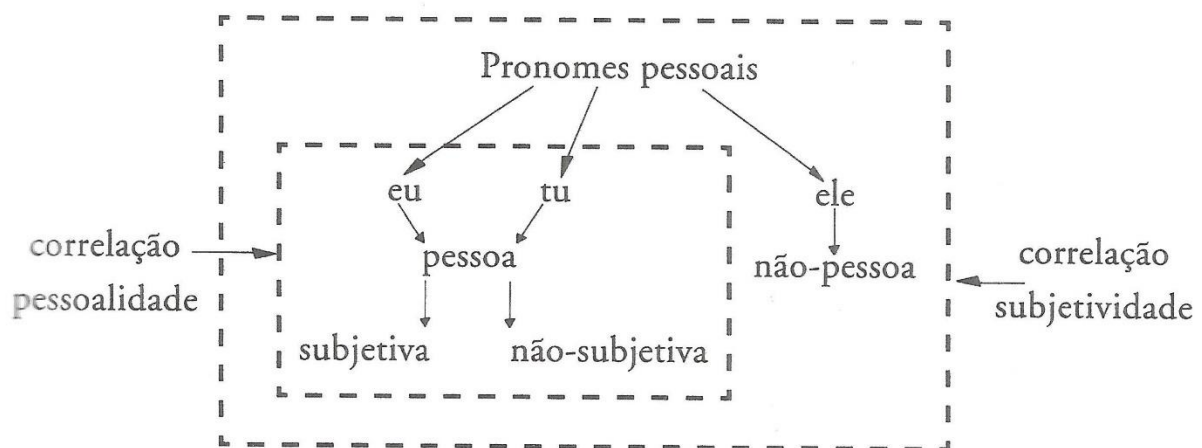 Pronomes pessoais
eu tu ele
correlação pessoa não-pessoa correlação
pessoalidade subjetividade
subjetiva não-subjetiva